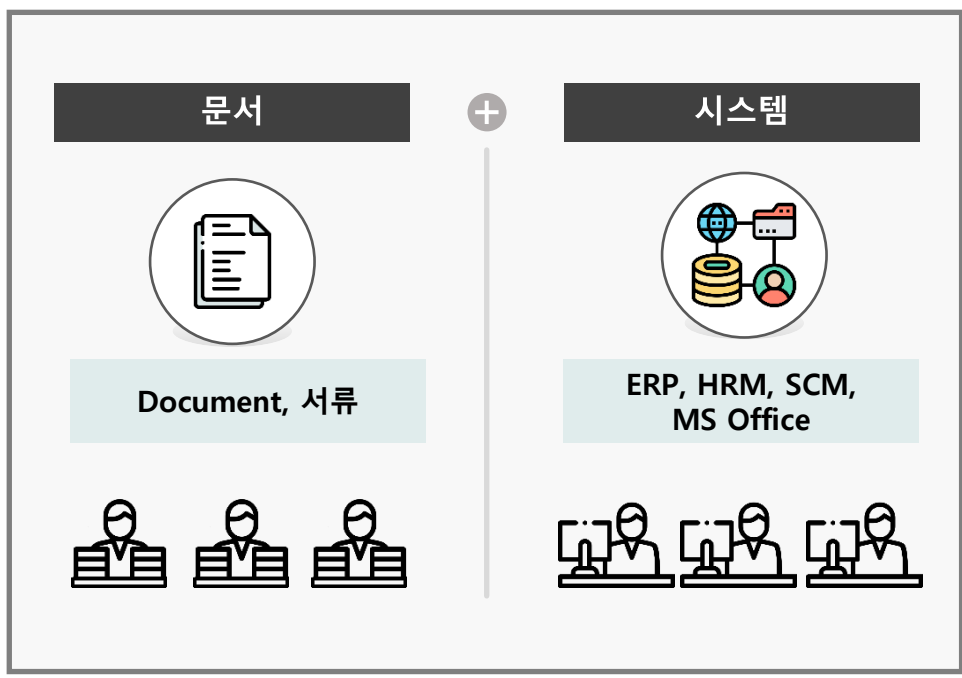 문서
시스템
Document, 서류
ERP, HRM, SCM,
MS Office